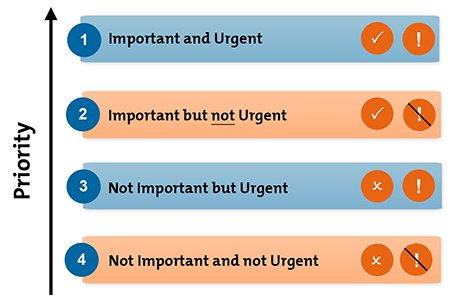 1 Important and Urgent
2 Important but not Urgent
Priority
3 Not Important but Urgent
4 Not Important and not Urgent